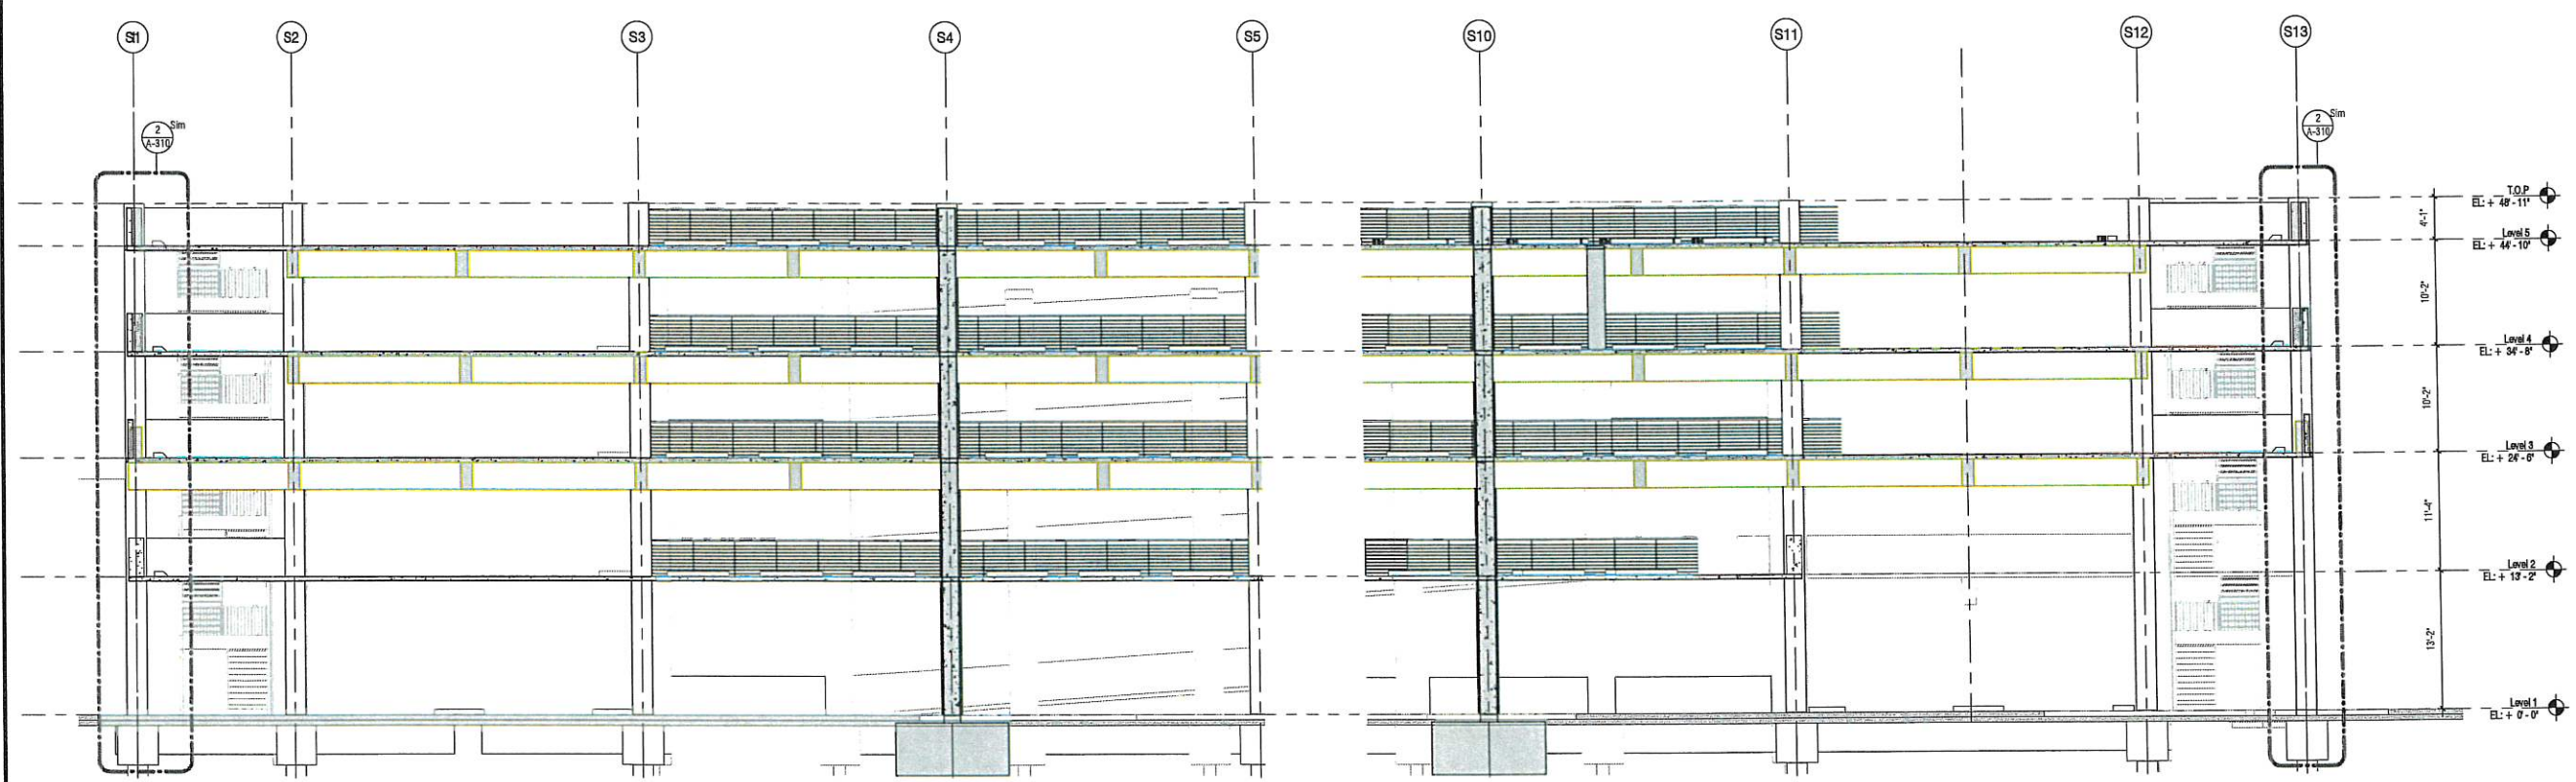 S1
S2
S3
S4
S5
S10
S11
S12
S13
2
A-310
Sim
2
A-310
Sim
T.O.P
EL: + 48' - 11"
4'-1"
Level 5
EL: + 44' - 10"
10'-2"
Level 4
EL: + 34' - 8"
10'-2"
Level 3
EL: + 24' - 6"
11'-4"
Level 2
EL: + 13' - 2"
13'-2"
Level 1
EL: + 0' - 0"